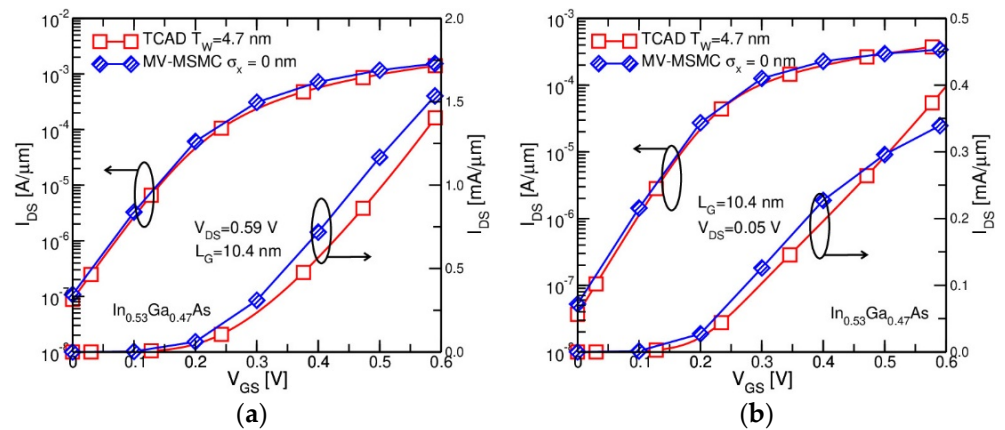 (a)
10⁻²
10⁻³
10⁻⁴
10⁻⁵
10⁻⁶
10⁻⁷
10⁻⁸
I_DS [A/μm]
TCAD T_W=4.7 nm
MV-MSMC σ_x = 0 nm
V_DS=0.59 V
L_G=10.4 nm
In_0.53Ga_0.47As
2.0
1.5
1.0
0.5
0.0
I_DS [mA/μm]
0 0.1 0.2 0.3 0.4 0.5 0.6
V_GS [V]
(b)
10⁻³
10⁻⁴
10⁻⁵
10⁻⁶
10⁻⁷
10⁻⁸
I_DS [A/μm]
TCAD T_W=4.7 nm
MV-MSMC σ_x = 0 nm
L_G=10.4 nm
V_DS=0.05 V
In_0.53Ga_0.47As
0.5
0.4
0.3
0.2
0.1
0
I_DS [mA/μm]
0 0.1 0.2 0.3 0.4 0.5 0.6
V_GS [V]
(a) (b)